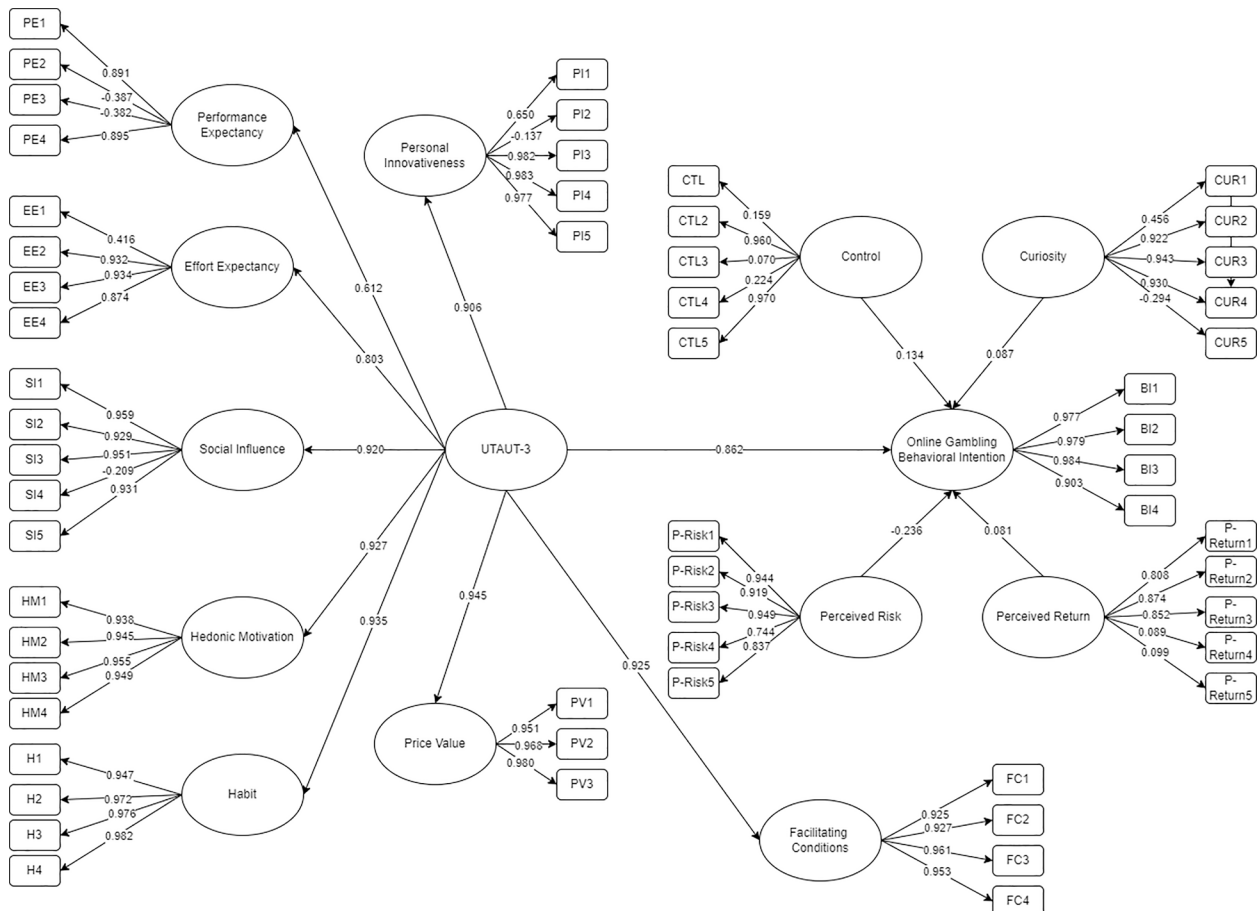 PE1
PE2
PE3
PE4
0.891
-0.387
-0.382
0.895
Performance
Expectancy
EE1
EE2
EE3
EE4
0.416
0.932
0.934
0.874
Effort Expectancy
SI1
SI2
SI3
SI4
SI5
0.959
0.929
0.951
-0.209
0.931
Social Influence
HM1
HM2
HM3
HM4
0.938
0.945
0.955
0.949
Hedonic Motivation
H1
H2
H3
H4
0.947
0.972
0.976
0.982
Habit
Personal
Innovativeness
PI1
PI2
PI3
PI4
PI5
0.650
-0.137
0.982
0.983
0.977
0.612
0.906
0.803
0.920
0.927
0.935
0.945
0.925
0.862
UTAUT-3
Price Value
PV1
PV2
PV3
0.951
0.968
0.980
CTL
CTL2
CTL3
CTL4
CTL5
0.159
0.960
0.070
0.224
0.970
Control
0.134
Curiosity
0.087
CUR1
CUR2
CUR3
CUR4
CUR5
0.456
0.922
0.943
0.930
-0.294
Online Gambling
Behavioral Intention
BI1
BI2
BI3
BI4
0.977
0.979
0.984
0.903
-0.236
0.081
P-Risk1
P-Risk2
P-Risk3
P-Risk4
P-Risk5
0.944
0.919
0.949
0.744
0.837
Perceived Risk
Perceived Return
P-
Return1
P-
Return2
P-
Return3
P-
Return4
P-
Return5
0.808
0.874
0.852
0.089
0.099
Facilitating
Conditions
FC1
FC2
FC3
FC4
0.925
0.927
0.961
0.953